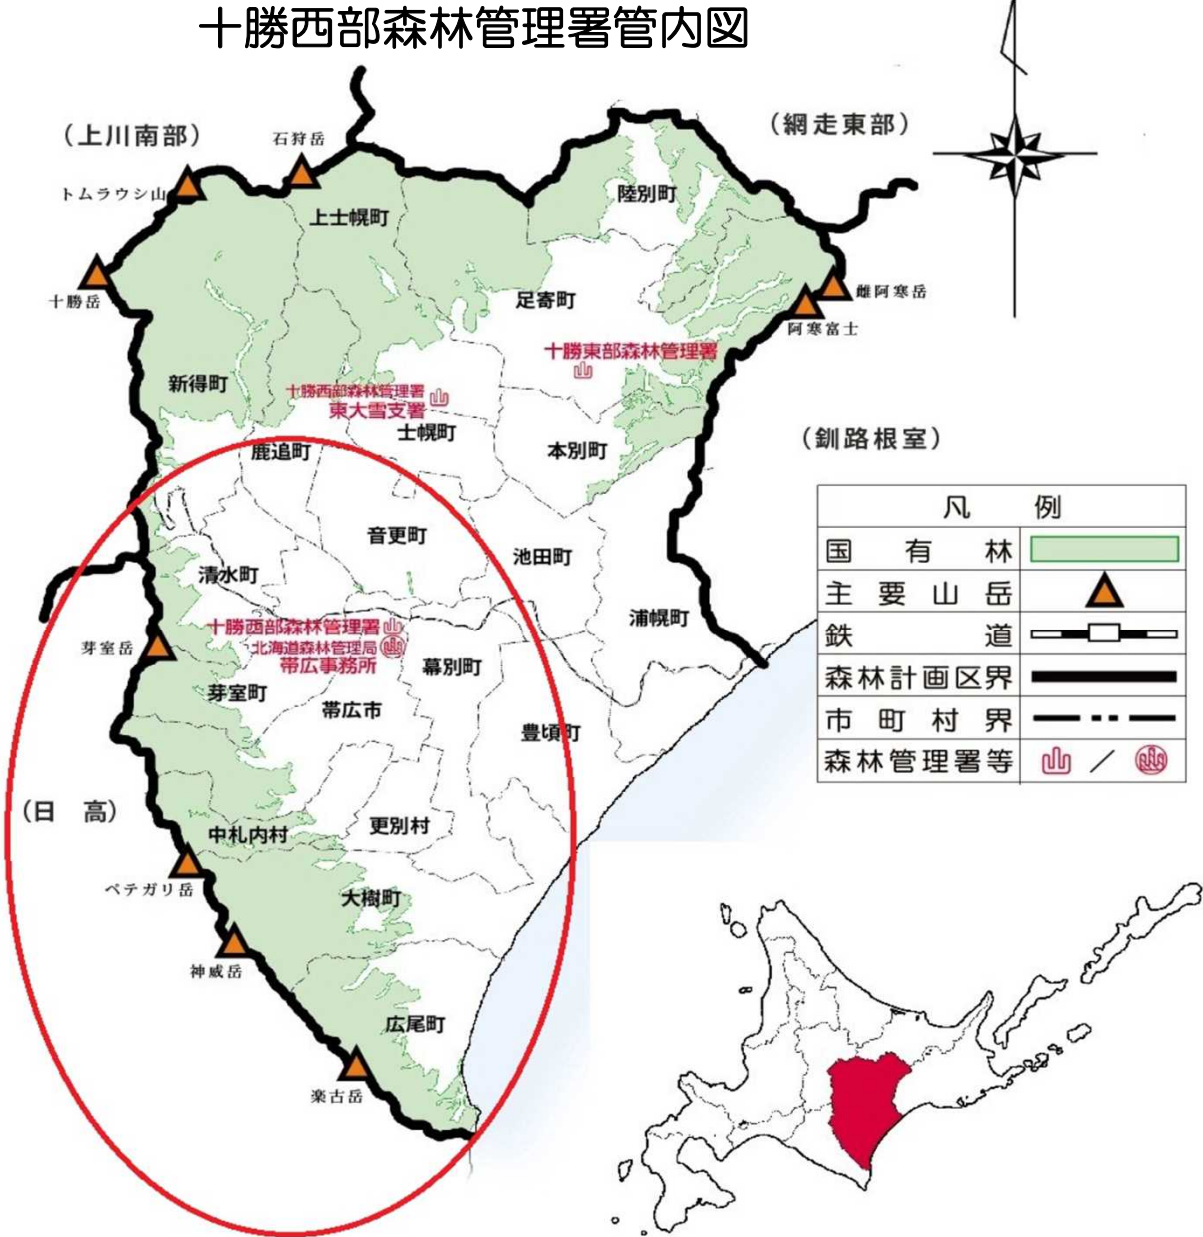 十勝西部森林管理署管内図
(上川南部)
石狩岳
(網走東部)
トムラウシ山
陸別町
上士幌町
十勝岳
足寄町
雌阿寒岳
阿寒富士
十勝東部森林管理署
新得町
十勝西部森林管理署
東大雪支署
士幌町
鹿追町
本別町
(釧路根室)
凡 例
国有林
主要山岳
鉄道
森林計画区界
市町村界
森林管理署等 /
音更町
池田町
清水町
浦幌町
十勝西部森林管理署
北海道森林管理局
帯広事務所
芽室岳
幕別町
芽室町
帯広市
豊頃町
(日 高)
中札内村
更別村
ペテガリ岳
大樹町
神威岳
広尾町
楽古岳